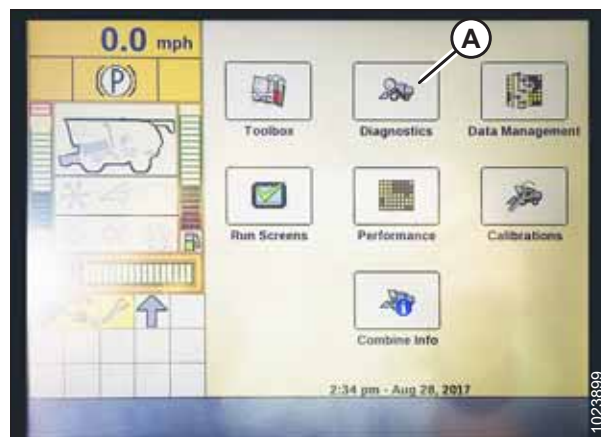 0.0 mph
A
(P)
Toolbox
Diagnostics
Data Management
Run Screens
Performance
Calibrations
Combine Info
2:34 pm - Aug 28, 2017
1023899